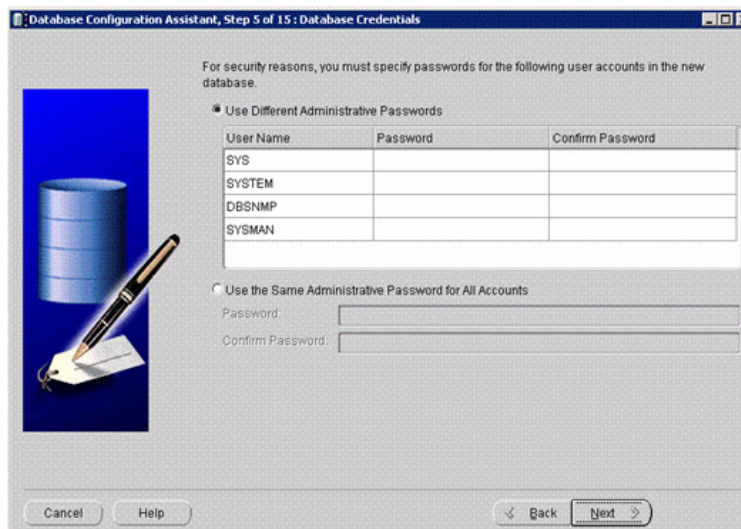 Database Configuration Assistant, Step 5 of 15 : Database Credentials
For security reasons, you must specify passwords for the following user accounts in the new
database.
Use Different Administrative Passwords
User Name Password Confirm Password
SYS
SYSTEM
DBSNMP
SYSMAN
Use the Same Administrative Password for All Accounts
Password:
Confirm Password:
Cancel Help Back Next